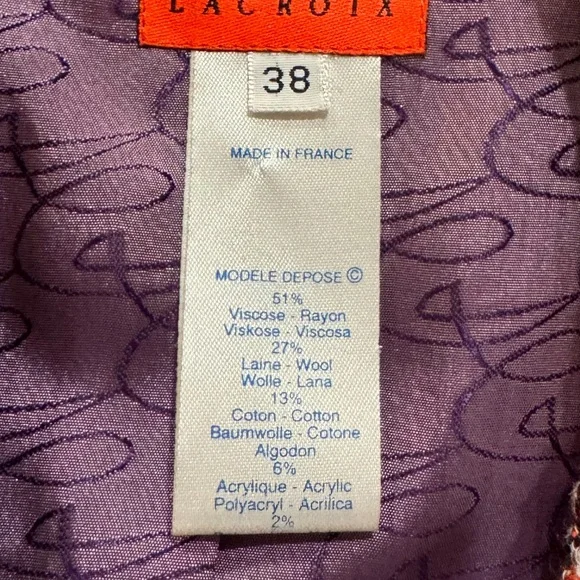 LACROIX
38
MADE IN FRANCE
MODELE DEPOSE ©
51%
Viscose - Rayon
Viskose - Viscosa
27%
Laine - Wool
Wolle - Lana
13%
Coton - Cotton
Baumwolle - Cotone
Algodon
6%
Acrylique - Acrylic
Polyacryl - Acrilica
2%